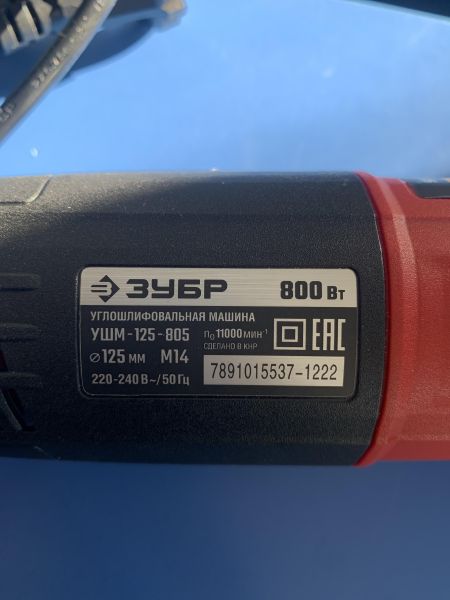 ЗУБР 800 Вт
УГЛОШЛИФОВАЛЬНАЯ МАШИНА
УШМ-125-805 n₀ 11000 мин⁻¹
СДЕЛАНО В КНР
⌀125 мм М14
220-240 В~/50 Гц
EAC
7891015537-1222